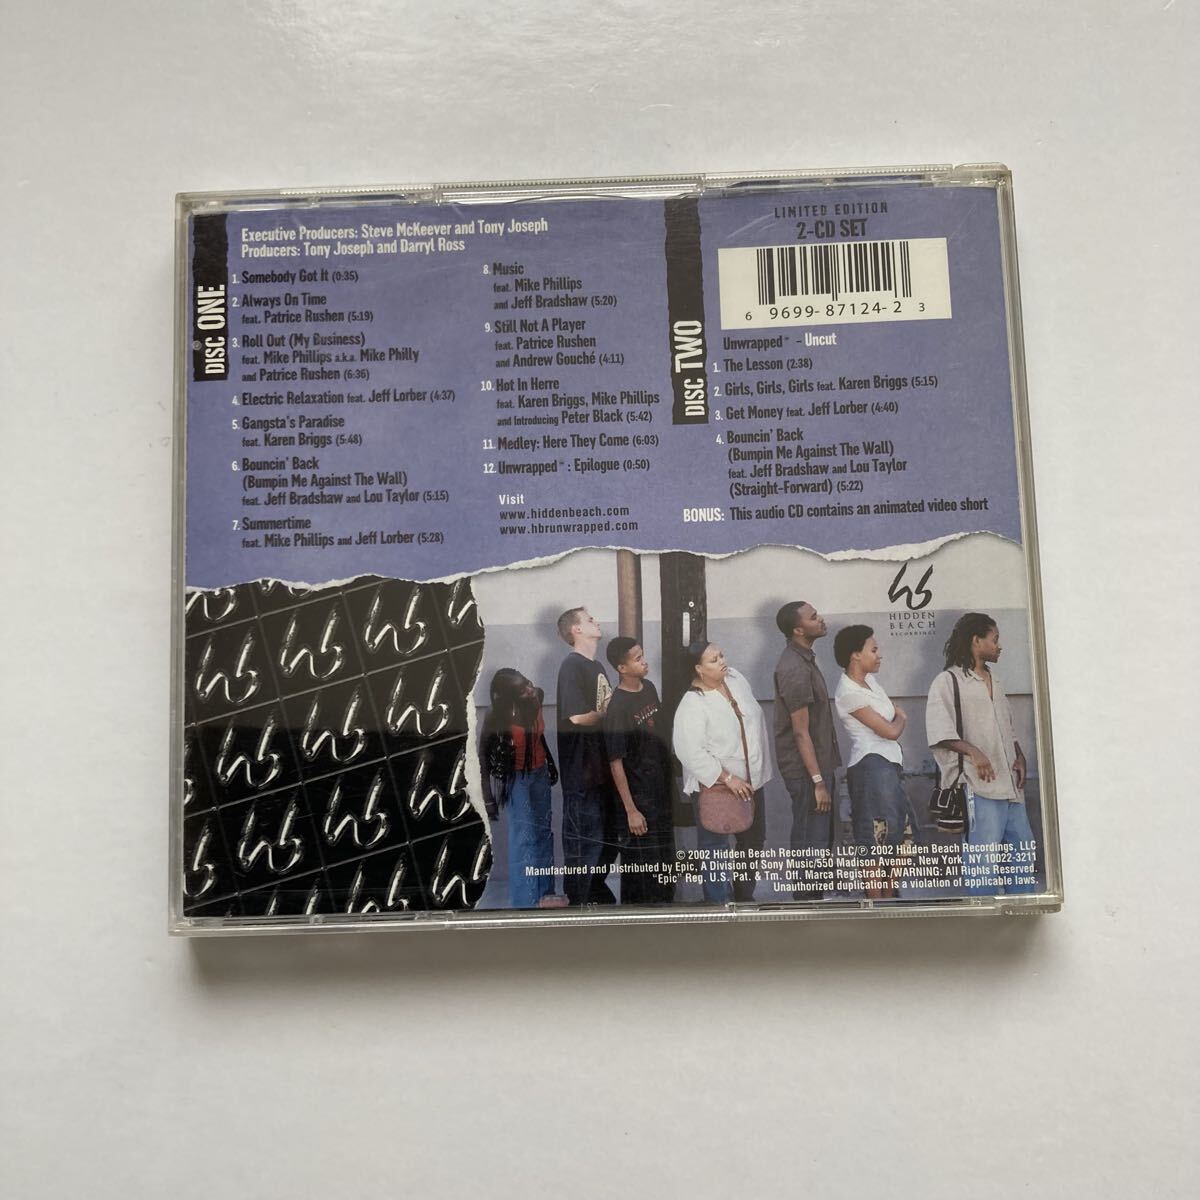 DISC ONE
Executive Producers: Steve McKeever and Tony Joseph
Producers: Tony Joseph and Darryl Ross
1. Somebody Got It (0:35)
2. Always On Time
feat. Patrice Rushen (5:19)
3. Roll Out (My Business)
feat. Mike Phillips a.k.a. Mike Philly
and Patrice Rushen (6:36)
4. Electric Relaxation feat. Jeff Lorber (4:37)
5. Gangsta's Paradise
feat. Karen Briggs (5:48)
6. Bouncin' Back
(Bumpin Me Against The Wall)
feat. Jeff Bradshaw and Lou Taylor (5:15)
7. Summertime
feat. Mike Phillips and Jeff Lorber (5:28)
8. Music
feat. Mike Phillips
and Jeff Bradshaw (5:20)
9. Still Not A Player
feat. Patrice Rushen
and Andrew Gouché (4:11)
10. Hot In Herre
feat. Karen Briggs, Mike Phillips
and Introducing Peter Black (5:42)
11. Medley: Here They Come (6:03)
12. Unwrapped™ : Epilogue (0:50)
Visit
www.hiddenbeach.com
www.hbrunwrapped.com
DISC TWO
LIMITED EDITION
2-CD SET
6 9699-87124-2 3
Unwrapped™ - Uncut
1. The Lesson (2:38)
2. Girls, Girls, Girls feat. Karen Briggs (5:15)
3. Get Money feat. Jeff Lorber (4:40)
4. Bouncin' Back
(Bumpin Me Against The Wall)
feat. Jeff Bradshaw and Lou Taylor
(Straight-Forward) (5:22)
BONUS: This audio CD contains an animated video short
HIDDEN
BEACH
RECORDINGS
© 2002 Hidden Beach Recordings, LLC/℗ 2002 Hidden Beach Recordings, LLC
Manufactured and Distributed by Epic, A Division of Sony Music/550 Madison Avenue, New York, NY 10022-3211
"Epic" Reg. U.S. Pat. & Tm. Off. Marca Registrada./WARNING: All Rights Reserved.
Unauthorized duplication is a violation of applicable laws.